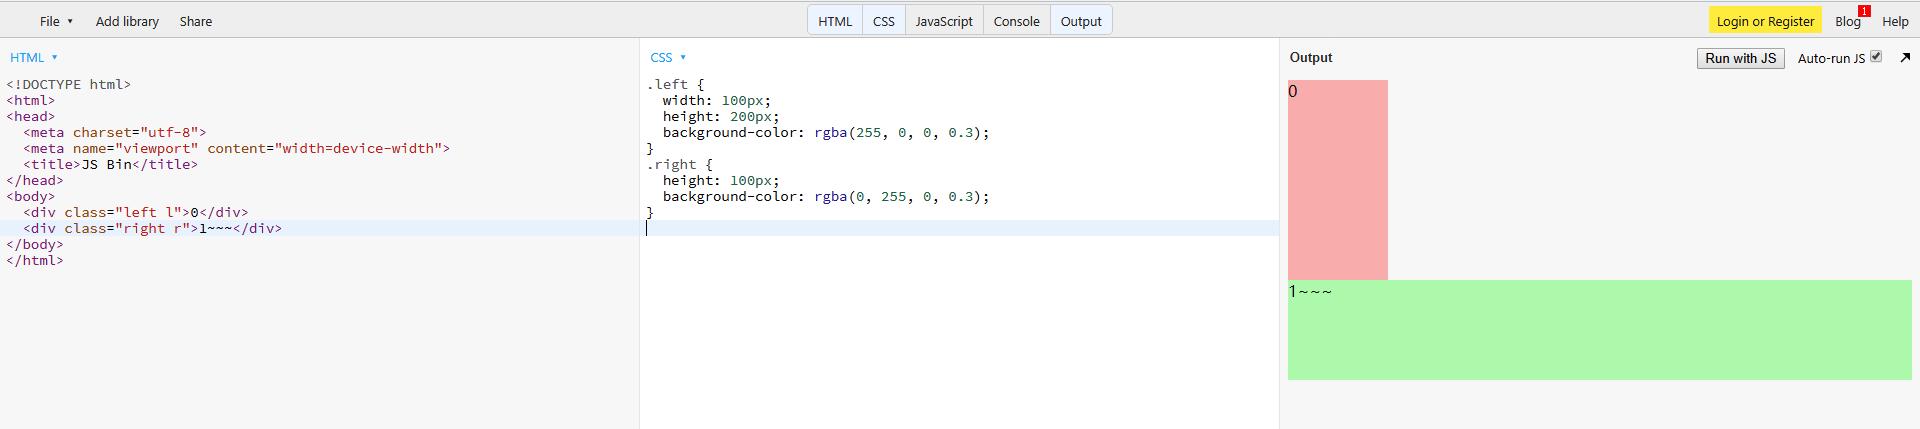 File ▼ Add library Share HTML CSS JavaScript Console Output Login or Register Blog 1 Help
HTML ▼
<!DOCTYPE html>
<html>
<head>
  <meta charset="utf-8">
  <meta name="viewport" content="width=device-width">
  <title>JS Bin</title>
</head>
<body>
  <div class="left l">0</div>
  <div class="right r">1~~~</div>
</body>
</html>
CSS ▼
.left {
  width: 100px;
  height: 200px;
  background-color: rgba(255, 0, 0, 0.3);
}
.right {
  height: 100px;
  background-color: rgba(0, 255, 0, 0.3);
}
Output Run with JS Auto-run JS
0
1~~~